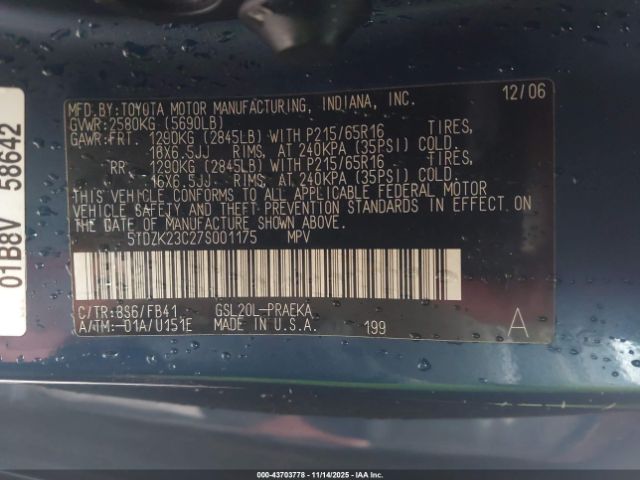 MFD.BY:TOYOTA MOTOR MANUFACTURING, INDIANA, INC. 12/06
GVWR:2580KG (5690LB)
GAWR:FRT 1290KG (2845LB) WITH P215/65R16 TIRES,
16X6.5JJ RIMS, AT 240KPA (35PSI) COLD.
RR 1290KG (2845LB) WITH P215/65R16 TIRES,
16X6.5JJ RIMS, AT 240KPA (35PSI) COLD.
THIS VEHICLE CONFORMS TO ALL APPLICABLE FEDERAL MOTOR
VEHICLE SAFETY AND THEFT PREVENTION STANDARDS IN EFFECT ON
THE DATE OF MANUFACTURE SHOWN ABOVE.
5TDZK23C27S001175 MPV
C/TR:8S6/FB41 GSL20L-PRAEKA
A/TM:-01A/U151E MADE IN U.S.A. 199 A
01B8V 58642
000-43703778 - 11/14/2025 - IAAI, Inc.